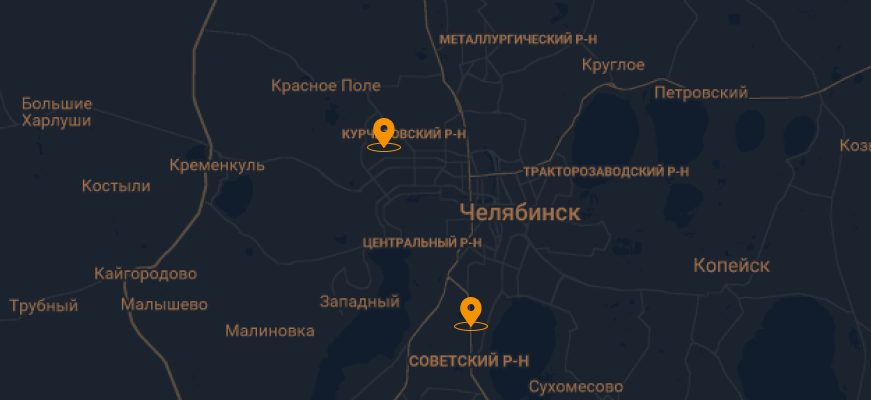 МЕТАЛЛУРГИЧЕСКИЙ Р-Н
Круглое
Красное Поле
Петровский
Большие
Харлуши
Кременкуль
ТРАКТОРОЗАВОДСКИЙ Р-Н
Костыли
Челябинск
ЦЕНТРАЛЬНЫЙ Р-Н
Копейск
Кайгородово
Трубный
Малышево
Западный
Малиновка
СОВЕТСКИЙ Р-Н
Сухомесово